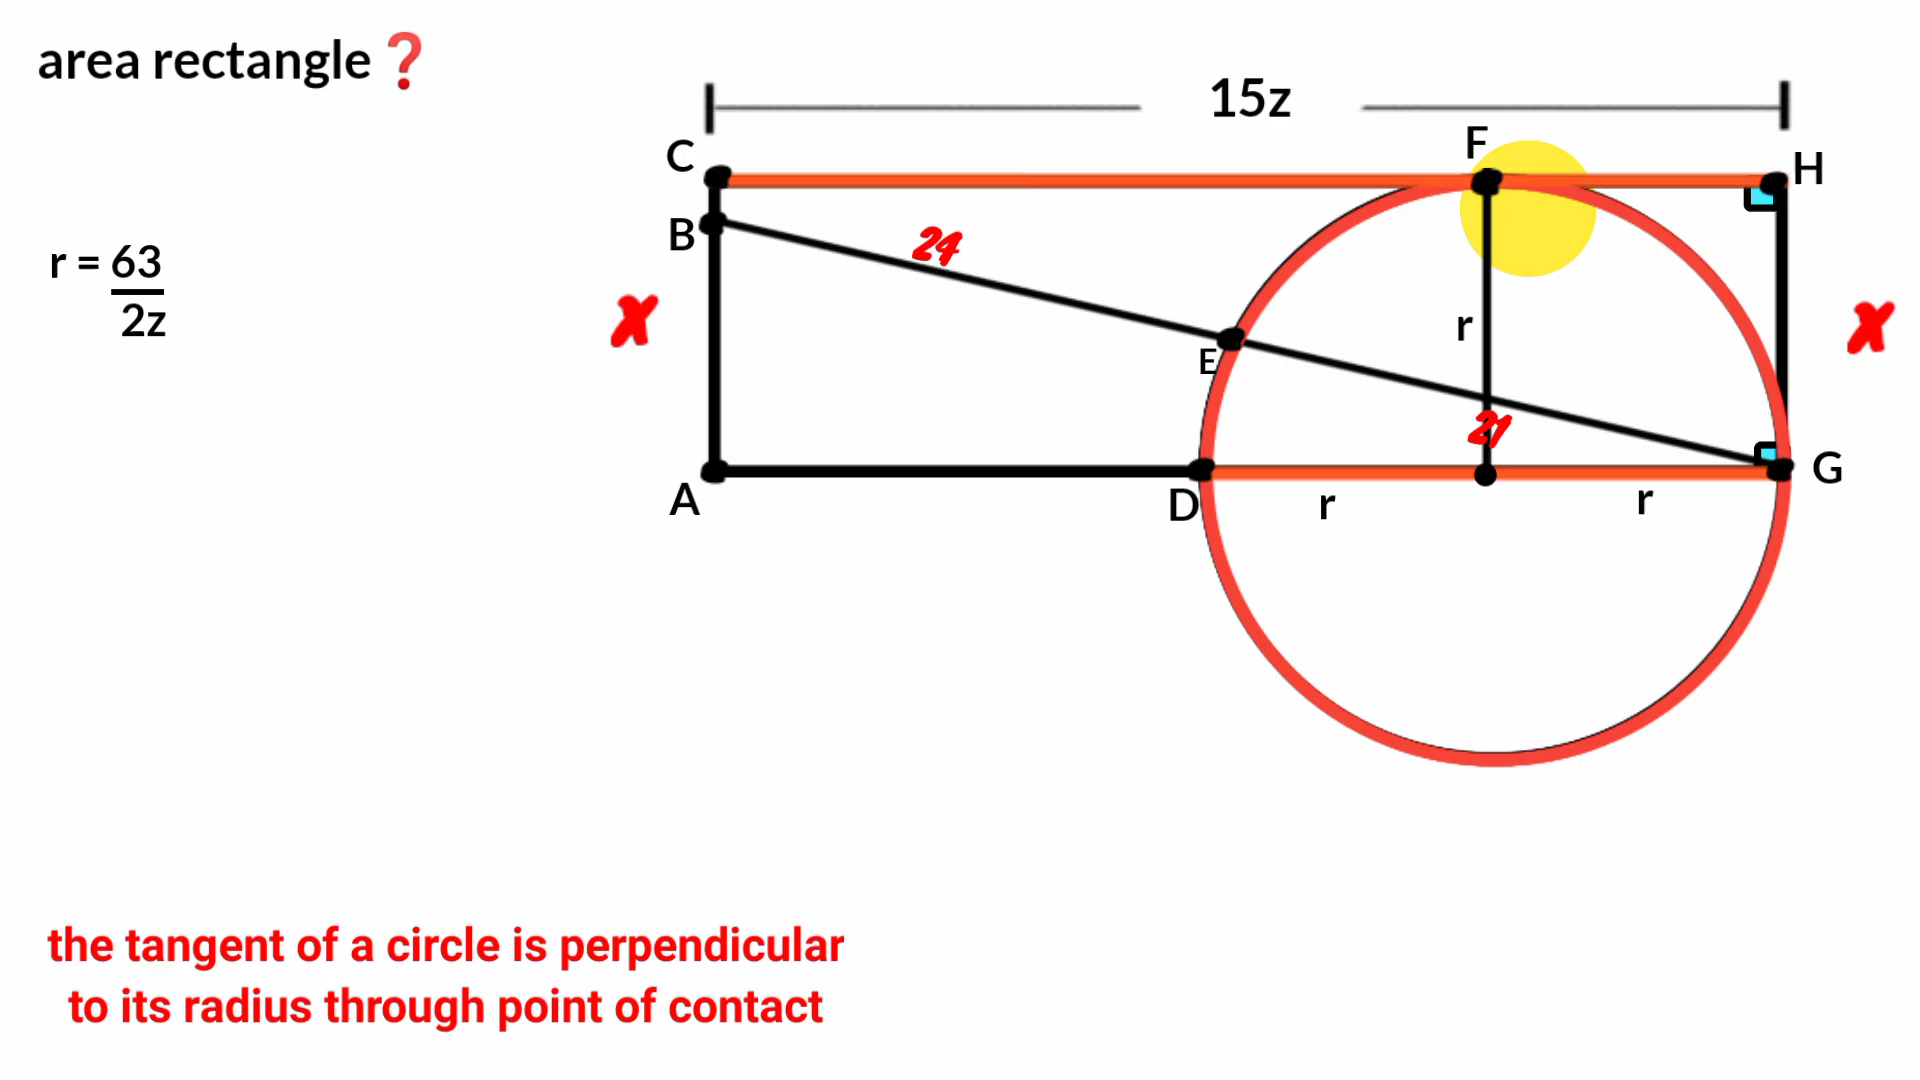 area rectangle❓
15z
C
F
H
B
24
r = 63
2z
x
r
x
E
21
A
D
r
r
G
the tangent of a circle is perpendicular
to its radius through point of contact